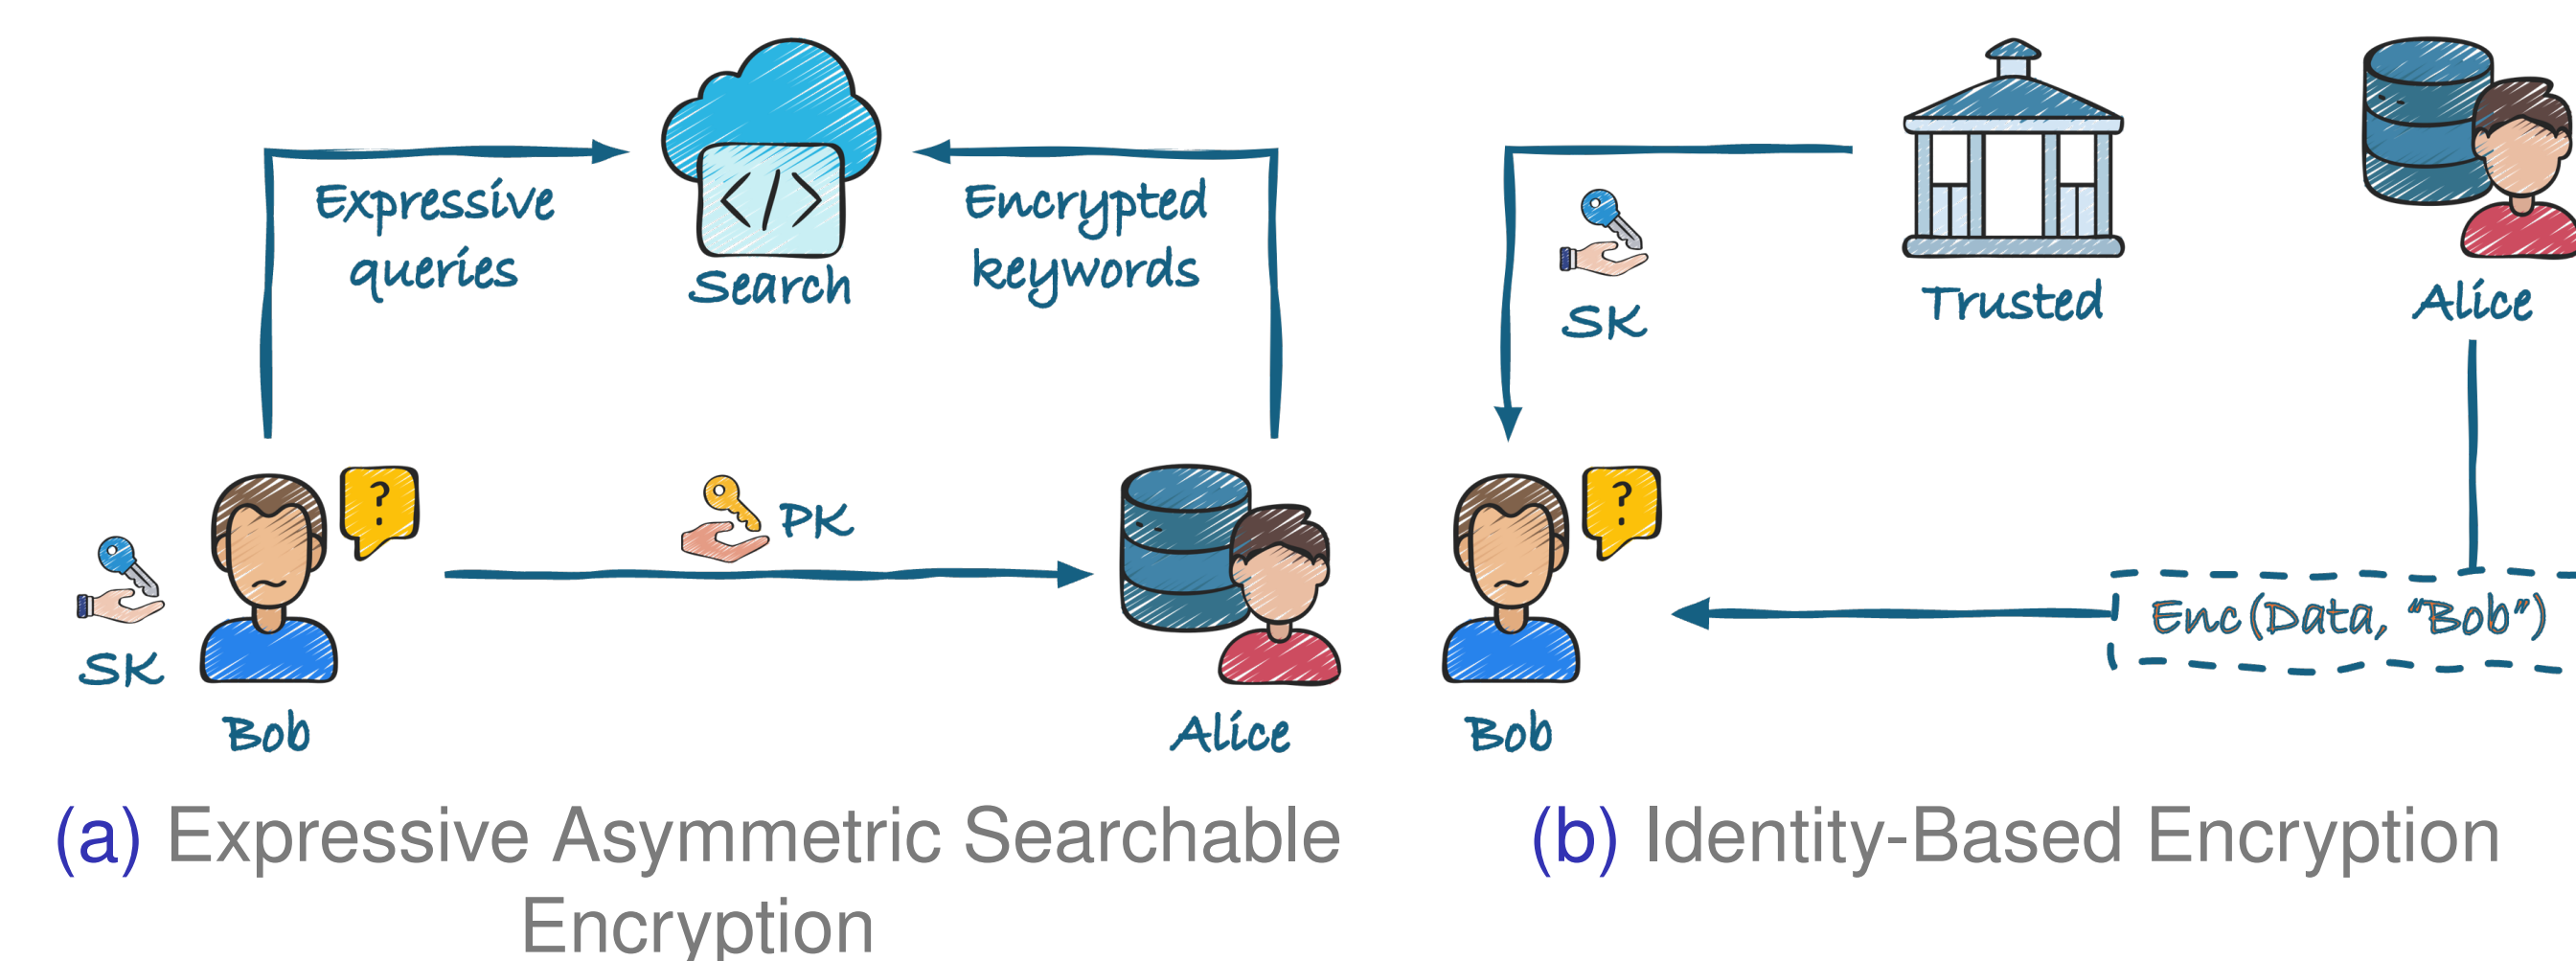 Expressive
queries
</>
Search
Encrypted
keywords
?
PK
SK
Bob
Alice
(a) Expressive Asymmetric Searchable
Encryption
SK
Trusted
Alice
?
Enc(Data, "Bob")
Bob
(b) Identity-Based Encryption